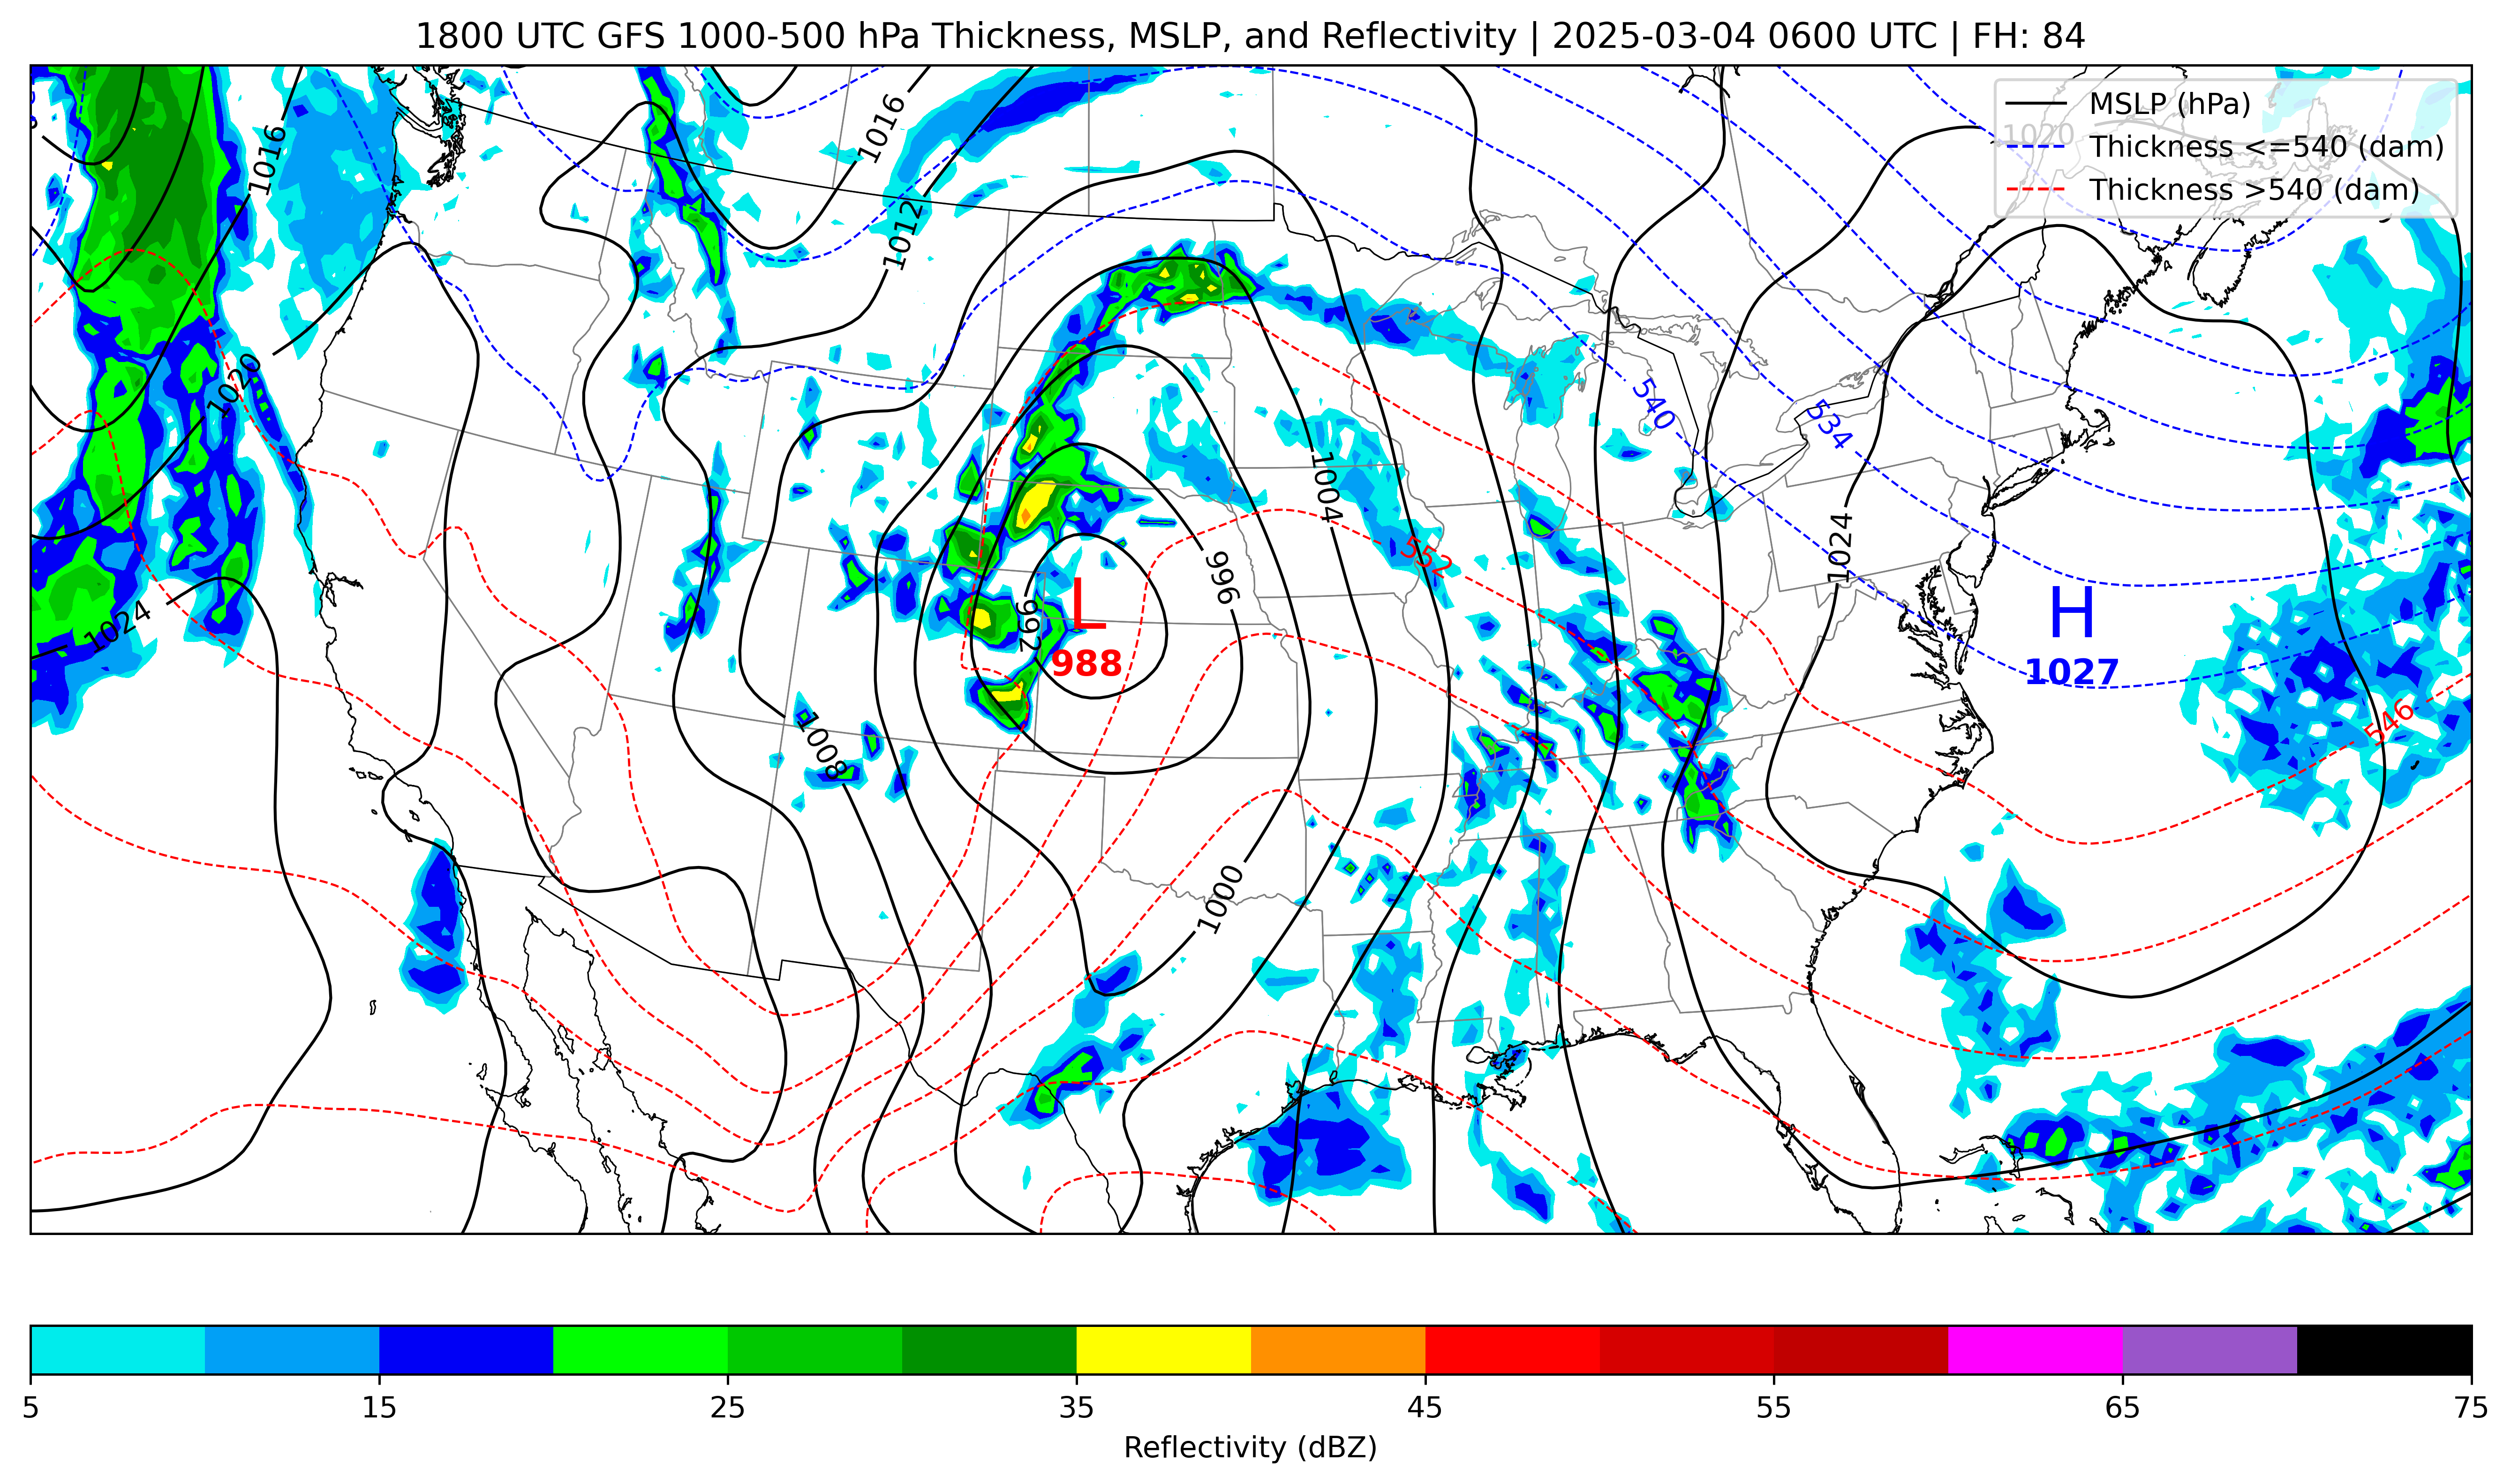 1800 UTC GFS 1000-500 hPa Thickness, MSLP, and Reflectivity | 2025-03-04 0600 UTC | FH: 84
MSLP (hPa)
Thickness <=540 (dam)
Thickness >540 (dam)
1020
1016
1016
1012
1020
540
534
1004
552
996
1024
992
L
988
H
1027
1024
546
1008
1000
5 15 25 35 45 55 65 75
Reflectivity (dBZ)